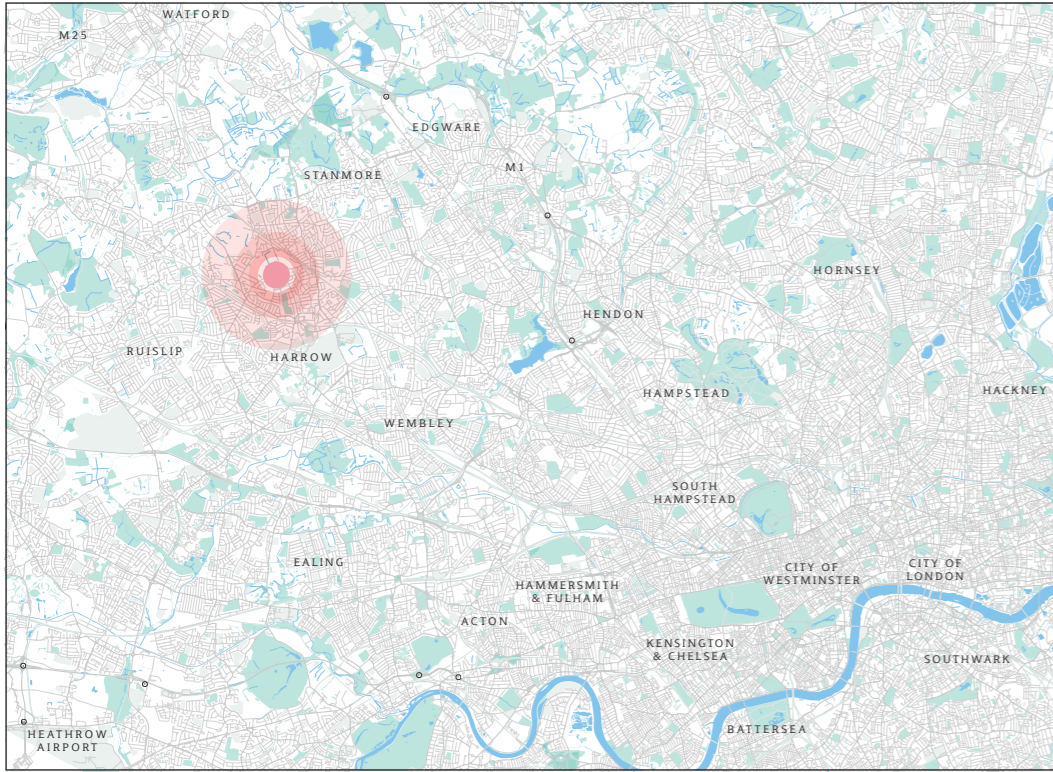 WATFORD
M25
EDGWARE
M1
STANMORE
HORNSEY
HENDON
RUISLIP
HARROW
HAMPSTEAD
HACKNEY
WEMBLEY
SOUTH
HAMPSTEAD
EALING
CITY OF
WESTMINSTER
CITY OF
LONDON
HAMMERSMITH
& FULHAM
ACTON
KENSINGTON
& CHELSEA
SOUTHWARK
BATTERSEA
HEATHROW
AIRPORT